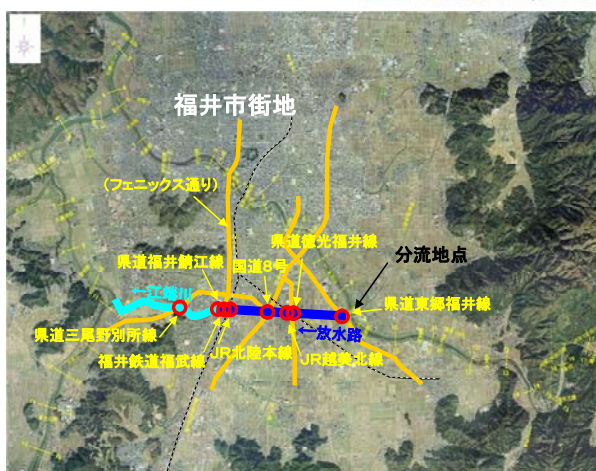 福井市街地
(フェニックス通り)
県道徳光福井線
県道福井鯖江線
国道8号
分流地点
←江端川
県道東郷福井線
県道三尾野別所線
←放水路
福井鉄道福武線
JR北陸本線
JR越美北線